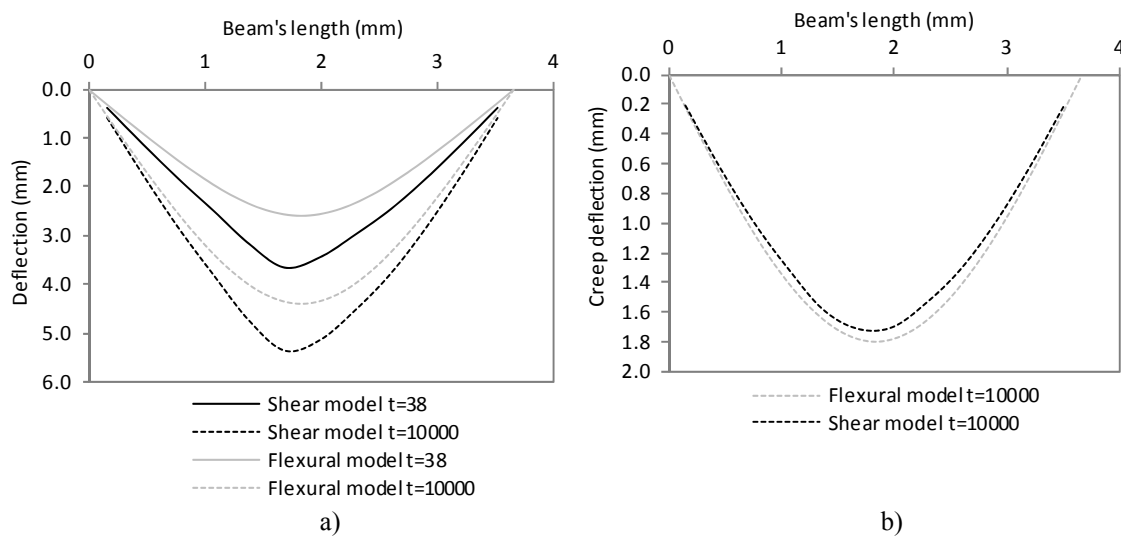 Beam's length (mm)
0 1 2 3 4
0.0
1.0
2.0
3.0
4.0
5.0
6.0
Deflection (mm)
Shear model t=38
Shear model t=10000
Flexural model t=38
Flexural model t=10000
a)
Beam's length (mm)
0 1 2 3 4
0.0
0.2
0.4
0.6
0.8
1.0
1.2
1.4
1.6
1.8
2.0
Creep deflection (mm)
Flexural model t=10000
Shear model t=10000
b)